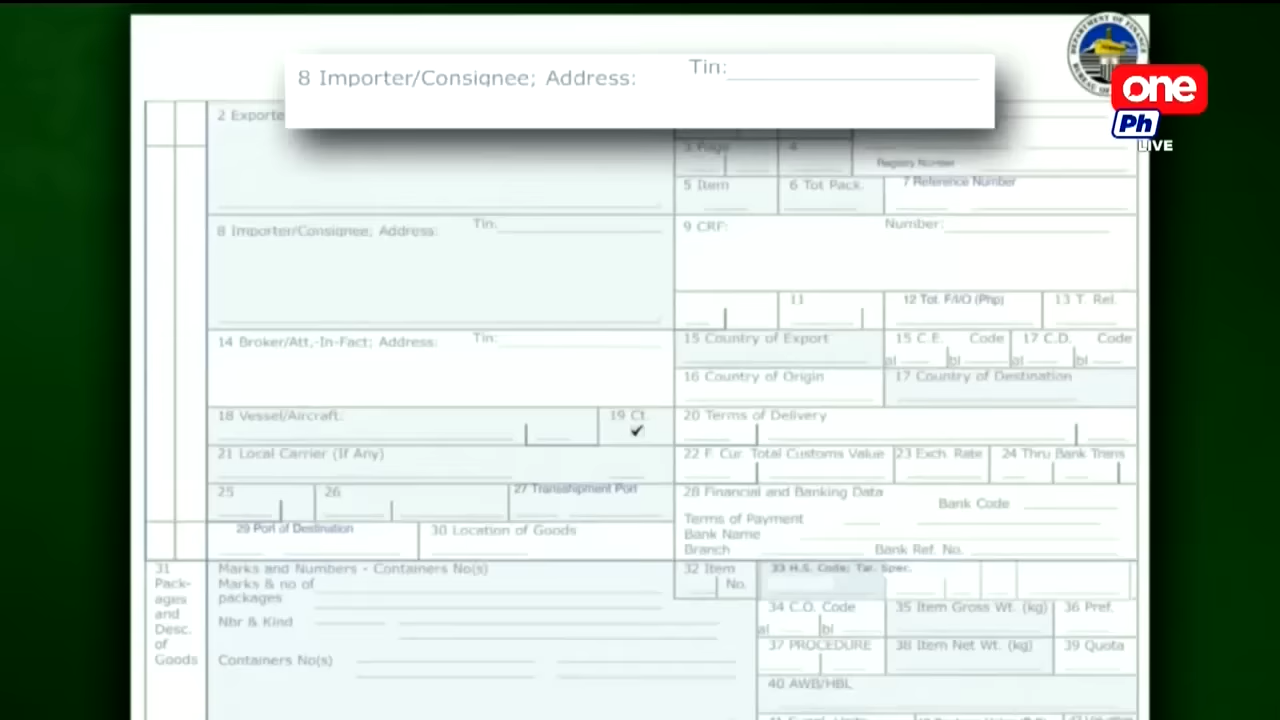 8 Importer/Consignee; Address:
Tin:
DEPARTMENT OF FINANCE
one
Ph
LIVE
2 Exporte
3 Page
4
Registry Number
5 Item
6 Tot Pack.
7 Reference Number
8 Importer/Consignee; Address:
Tin:
9 CRF:
Number:
11
12 Tot. F/I/O (Php)
13 T. Rel.
14 Broker/Att,-In-Fact; Address:
Tin:
15 Country of Export
15 C.E. Code
17 C.D. Code
a| b| a| b|
16 Country of Origin
17 Country of Destination
18 Vessel/Aircraft:
19 Ct.
✔
20 Terms of Delivery
21 Local Carrier (If Any)
22 F. Cur. Total Customs Value
23 Exch. Rate
24 Thru Bank Trans
25
26
27 Transshipment Port
28 Financial and Banking Data
Bank Code
Terms of Payment
Bank Name
Branch
Bank Ref. No.
29 Port of Destination
30 Location of Goods
31
Pack-
ages
and
Desc.
of
Goods
Marks and Numbers - Containers No(s)
Marks & no of
packages
Nbr & Kind
Containers No(s)
32 Item
No.
33 H.S. Code; Tar. Spec.
34 C.O. Code
a| b|
35 Item Gross Wt. (kg)
36 Pref.
37 PROCEDURE
38 Item Net Wt. (kg)
39 Quota
40 AWB/HBL